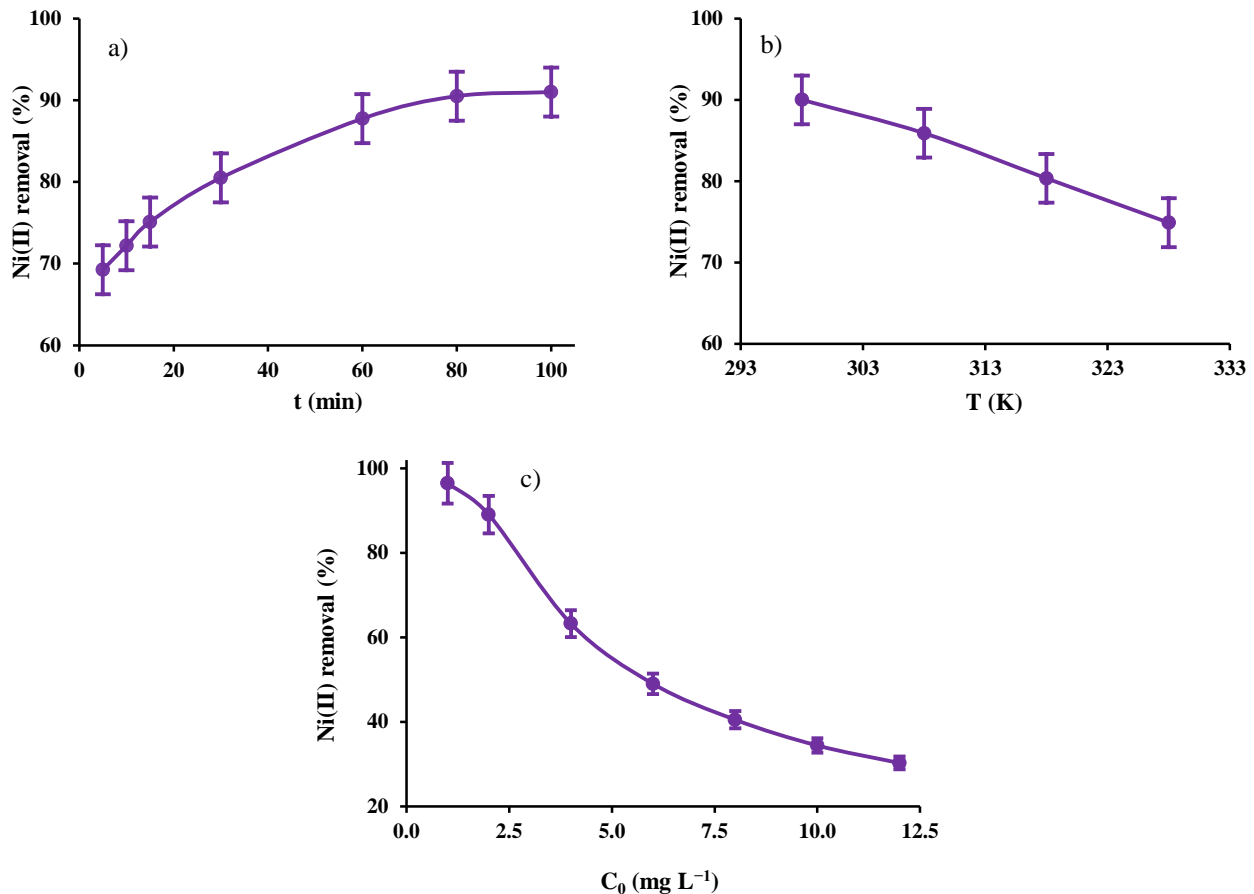 a)
Ni(II) removal (%)
100
90
80
70
60
0 20 40 60 80 100
t (min)
b)
Ni(II) removal (%)
100
90
80
70
60
293 303 313 323 333
T (K)
c)
Ni(II) removal (%)
100
80
60
40
20
0.0 2.5 5.0 7.5 10.0 12.5
C₀ (mg L⁻¹)